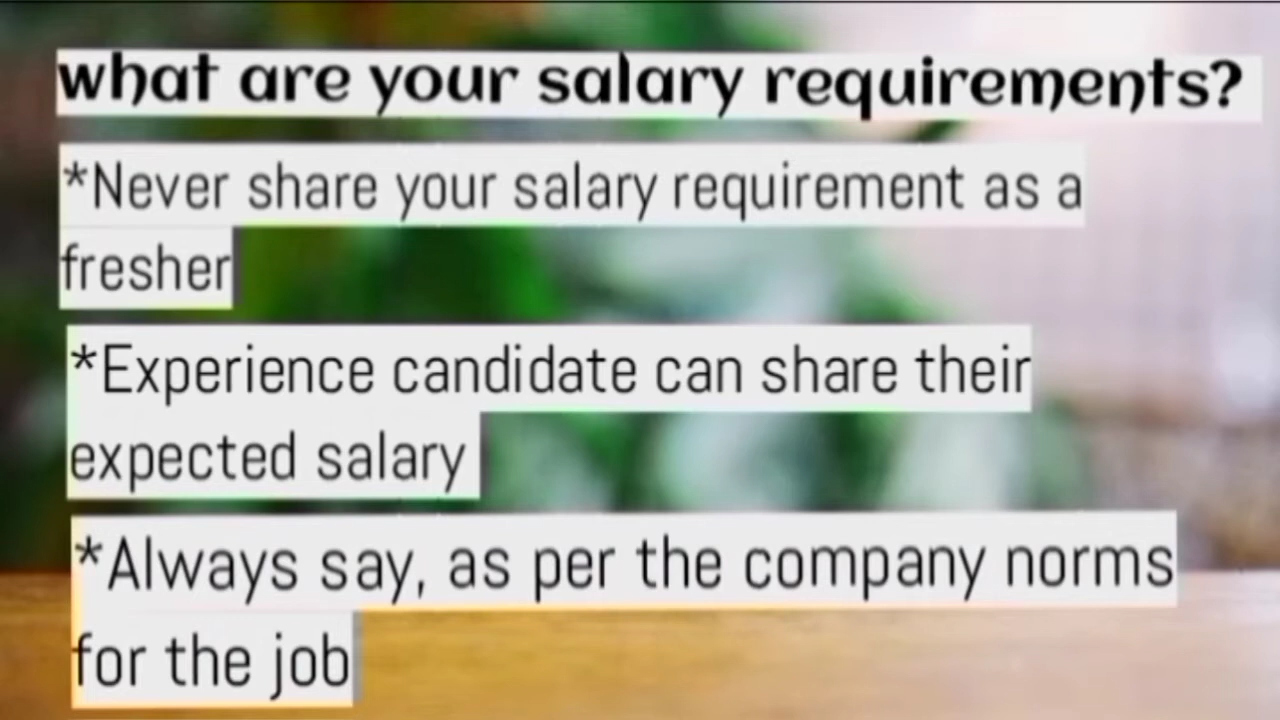 what are your salary requirements?
*Never share your salary requirement as a
fresher
*Experience candidate can share their
expected salary
*Always say, as per the company norms
for the job